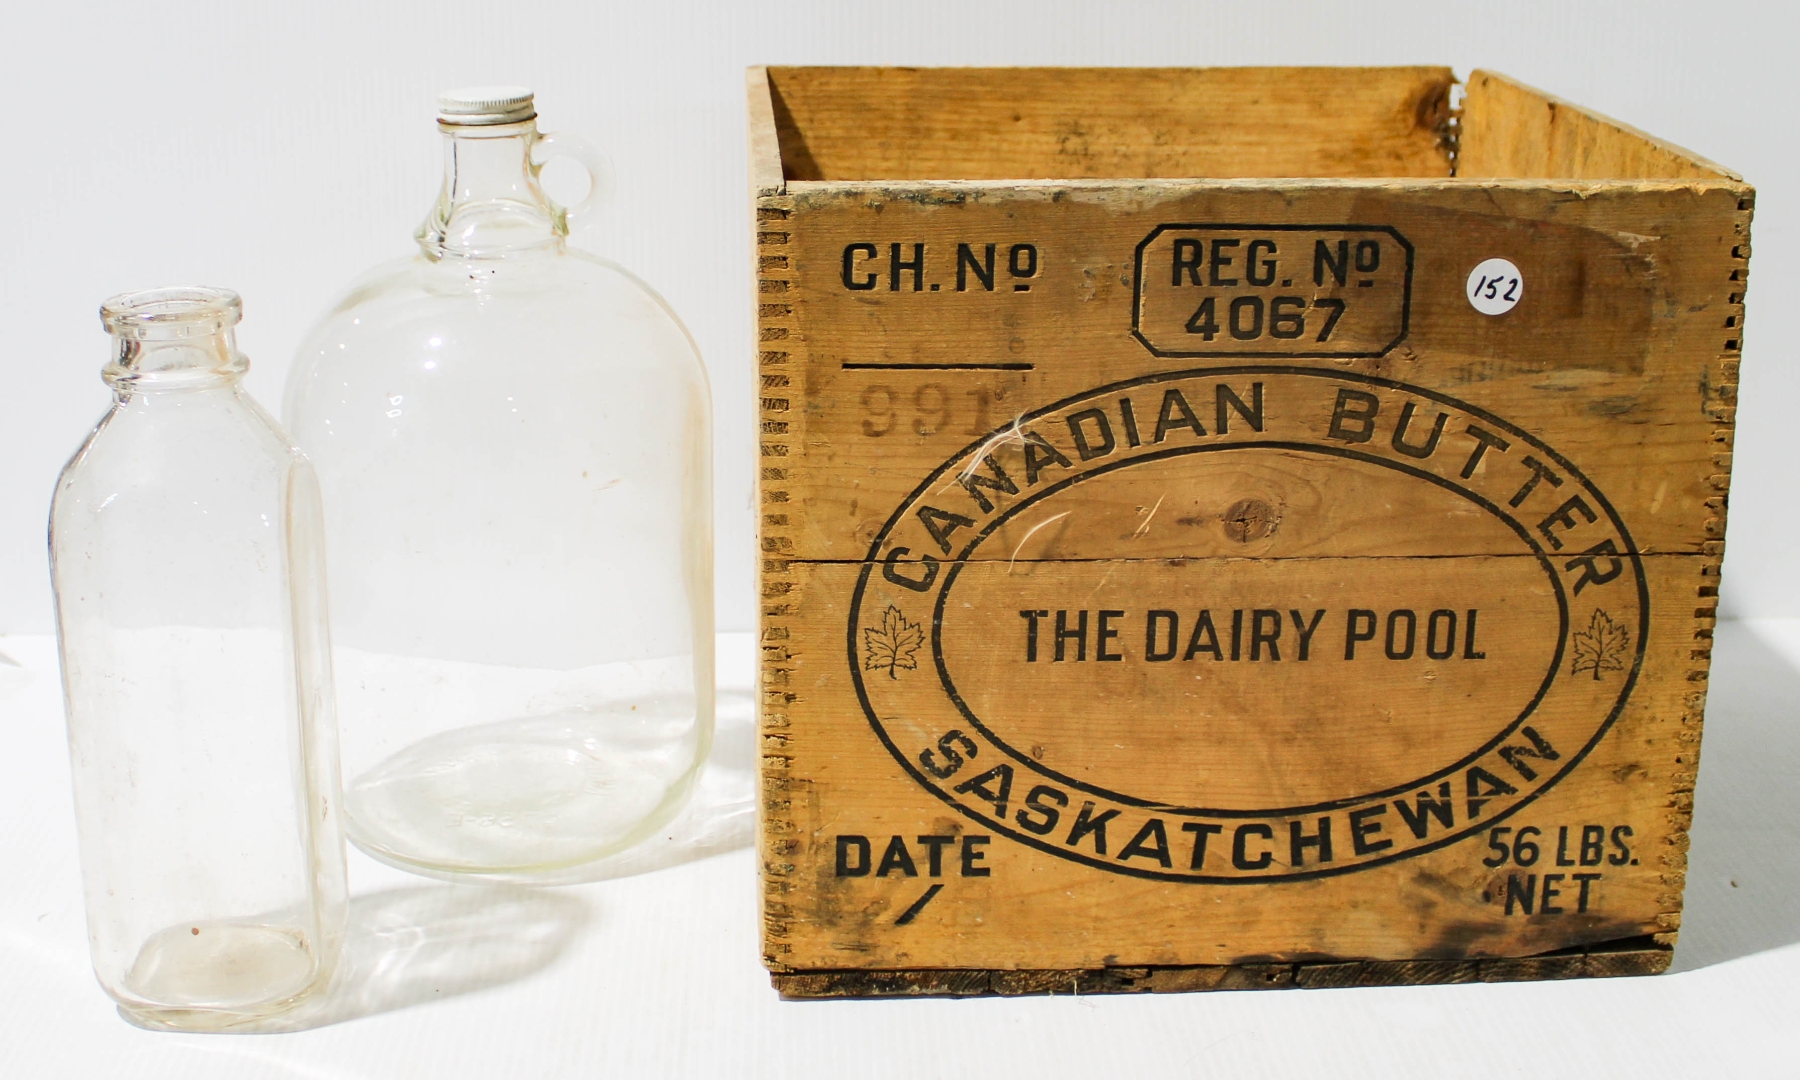 CH. Nº
REG. Nº
4067
152
991
CANADIAN BUTTER
THE DAIRY POOL
SASKATCHEWAN
DATE
/
56 LBS.
NET